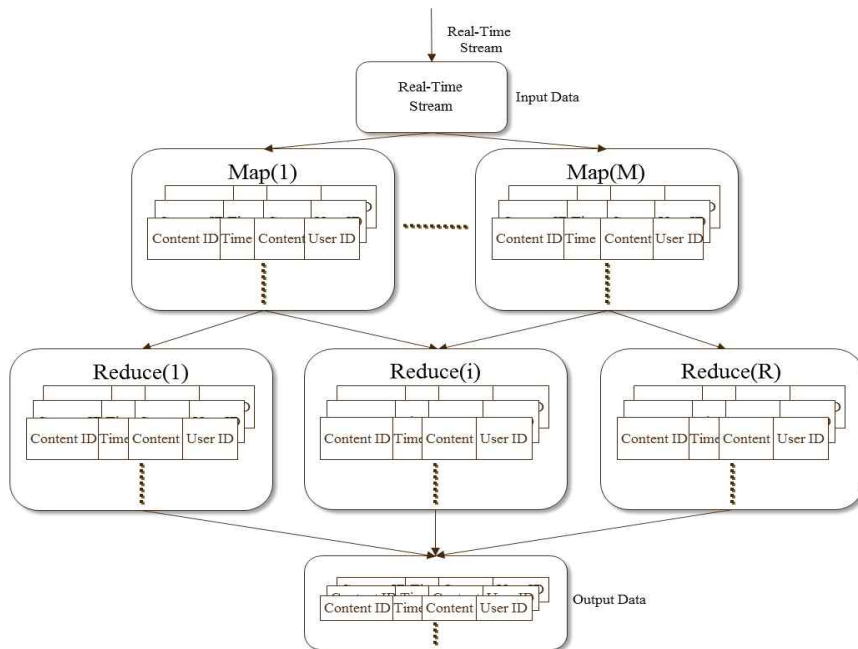 Real-Time
Stream
Real-Time
Stream
Input Data
Map(1)
Content ID Time Content User ID
Map(M)
Content ID Time Content User ID
Reduce(1)
Content ID Time Content User ID
Reduce(i)
Content ID Time Content User ID
Reduce(R)
Content ID Time Content User ID
Content ID Time Content User ID
Output Data